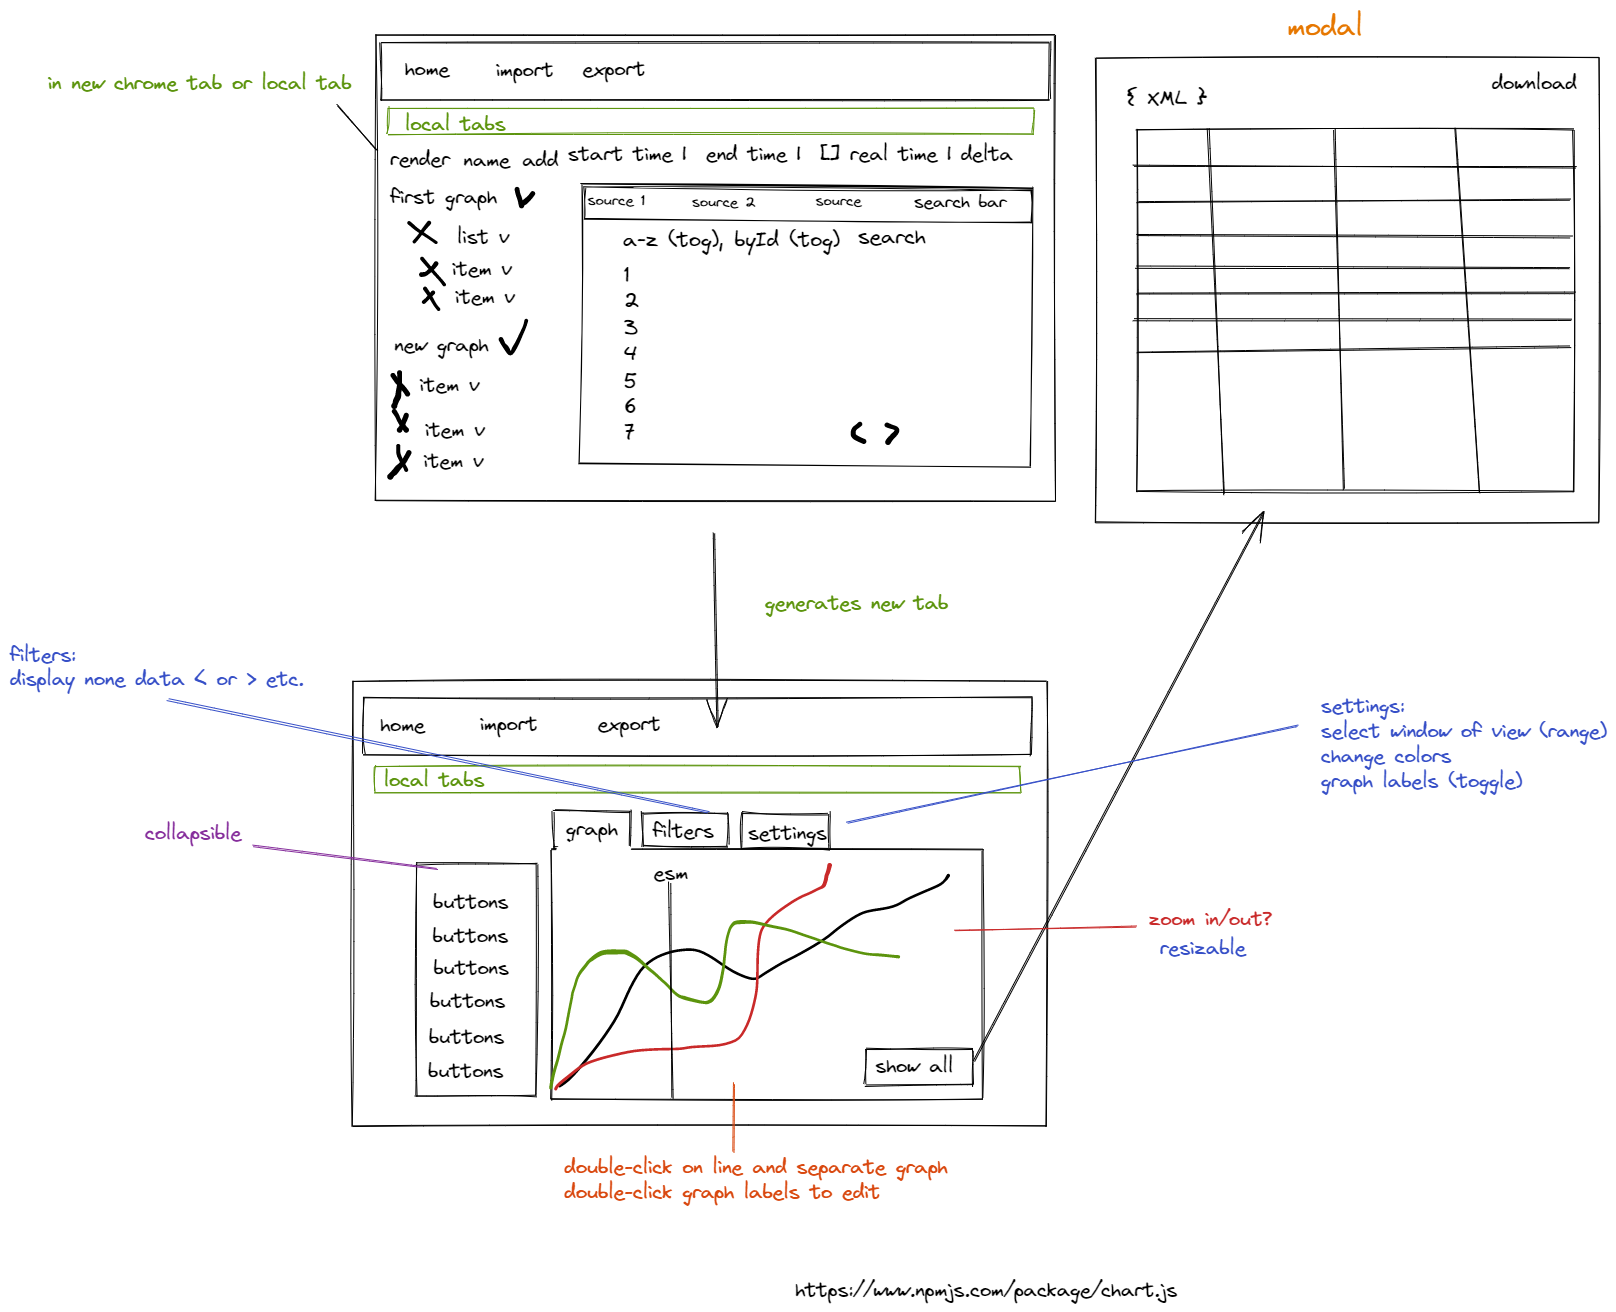 modal
in new chrome tab or local tab
home import export
local tabs
render name add start time | end time | [] real time | delta
first graph
list v
item v
item v
new graph
item v
item v
item v
source 1 source 2 source search bar
a-z (tog), byId (tog) search
1
2
3
4
5
6
7
< >
{ XML }
download
generates new tab
filters:
display none data < or > etc.
home import export
local tabs
collapsible
graph filters settings
buttons
buttons
buttons
buttons
buttons
buttons
esm
show all
settings:
select window of view (range)
change colors
graph labels (toggle)
zoom in/out?
resizable
double-click on line and separate graph
double-click graph labels to edit
https://www.npmjs.com/package/chart.js